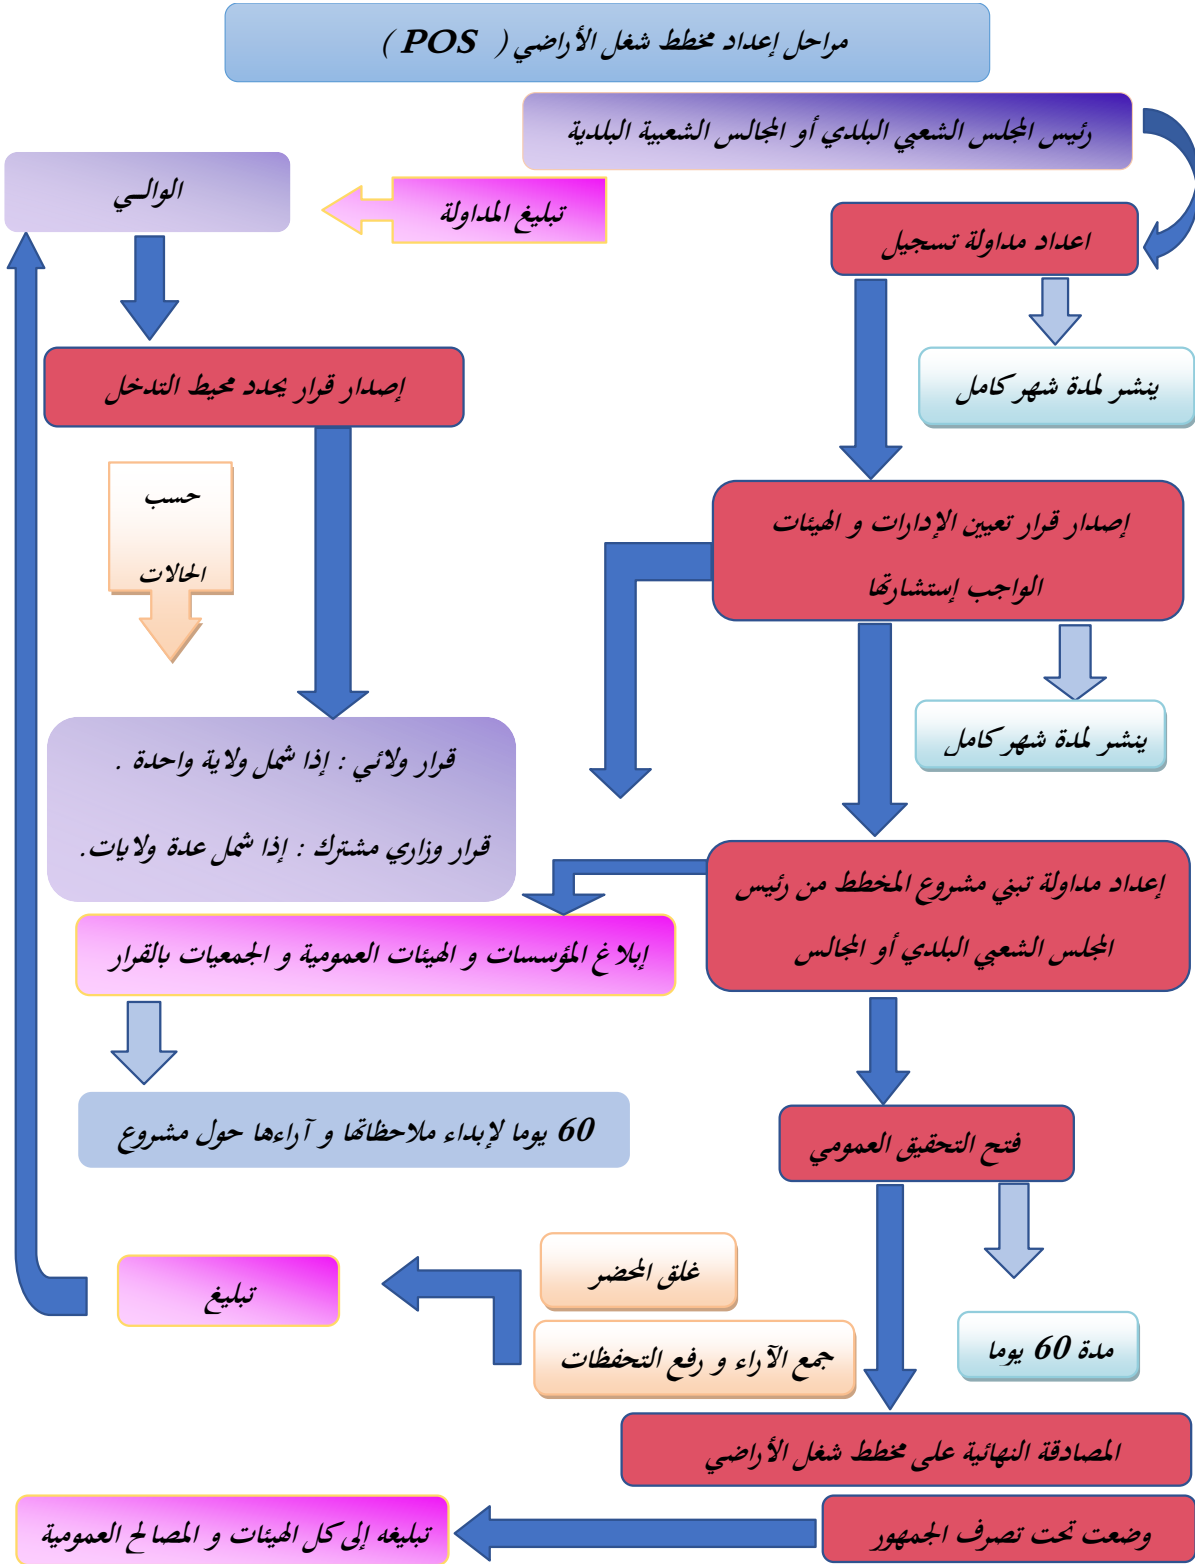 مراحل إعداد مخطط شغل الأراضي ( POS )
رئيس المجلس الشعبي البلدي أو المجالس الشعبية البلدية
الوالــي
تبليغ المداولة
اعداد مداولة تسجيل
ينشر لمدة شهر كامل
إصدار قرار يحدد محيط التدخل
حسب
الحالات
إصدار قرار تعيين الإدارات و الهيئات
الواجب إستشارتها
ينشر لمدة شهر كامل
قرار ولائي : إذا شمل ولاية واحدة .
قرار وزاري مشترك : إذا شمل عدة ولايات.
إعداد مداولة تبني مشروع المخطط من رئيس
المجلس الشعبي البلدي أو المجالس
إبلاغ المؤسسات و الهيئات العمومية و الجمعيات بالقرار
60 يوما لإبداء ملاحظاتها و آراءها حول مشروع
فتح التحقيق العمومي
غلق المحضر
تبليغ
مدة 60 يوما
جمع الآراء و رفع التحفظات
المصادقة النهائية على مخطط شغل الأراضي
وضعت تحت تصرف الجمهور
تبليغه إلى كل الهيئات و المصالح العمومية